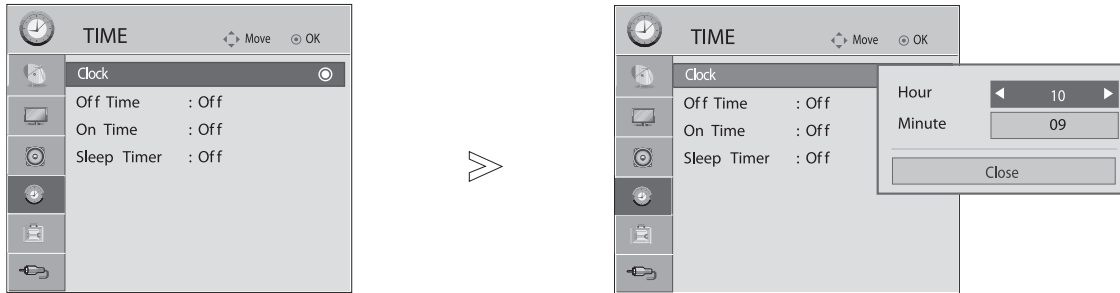 TIME Move OK
Clock
Off Time : Off
On Time : Off
Sleep Timer : Off
TIME Move OK
Clock
Off Time : Off
On Time : Off
Sleep Timer : Off
Hour 10
Minute 09
Close